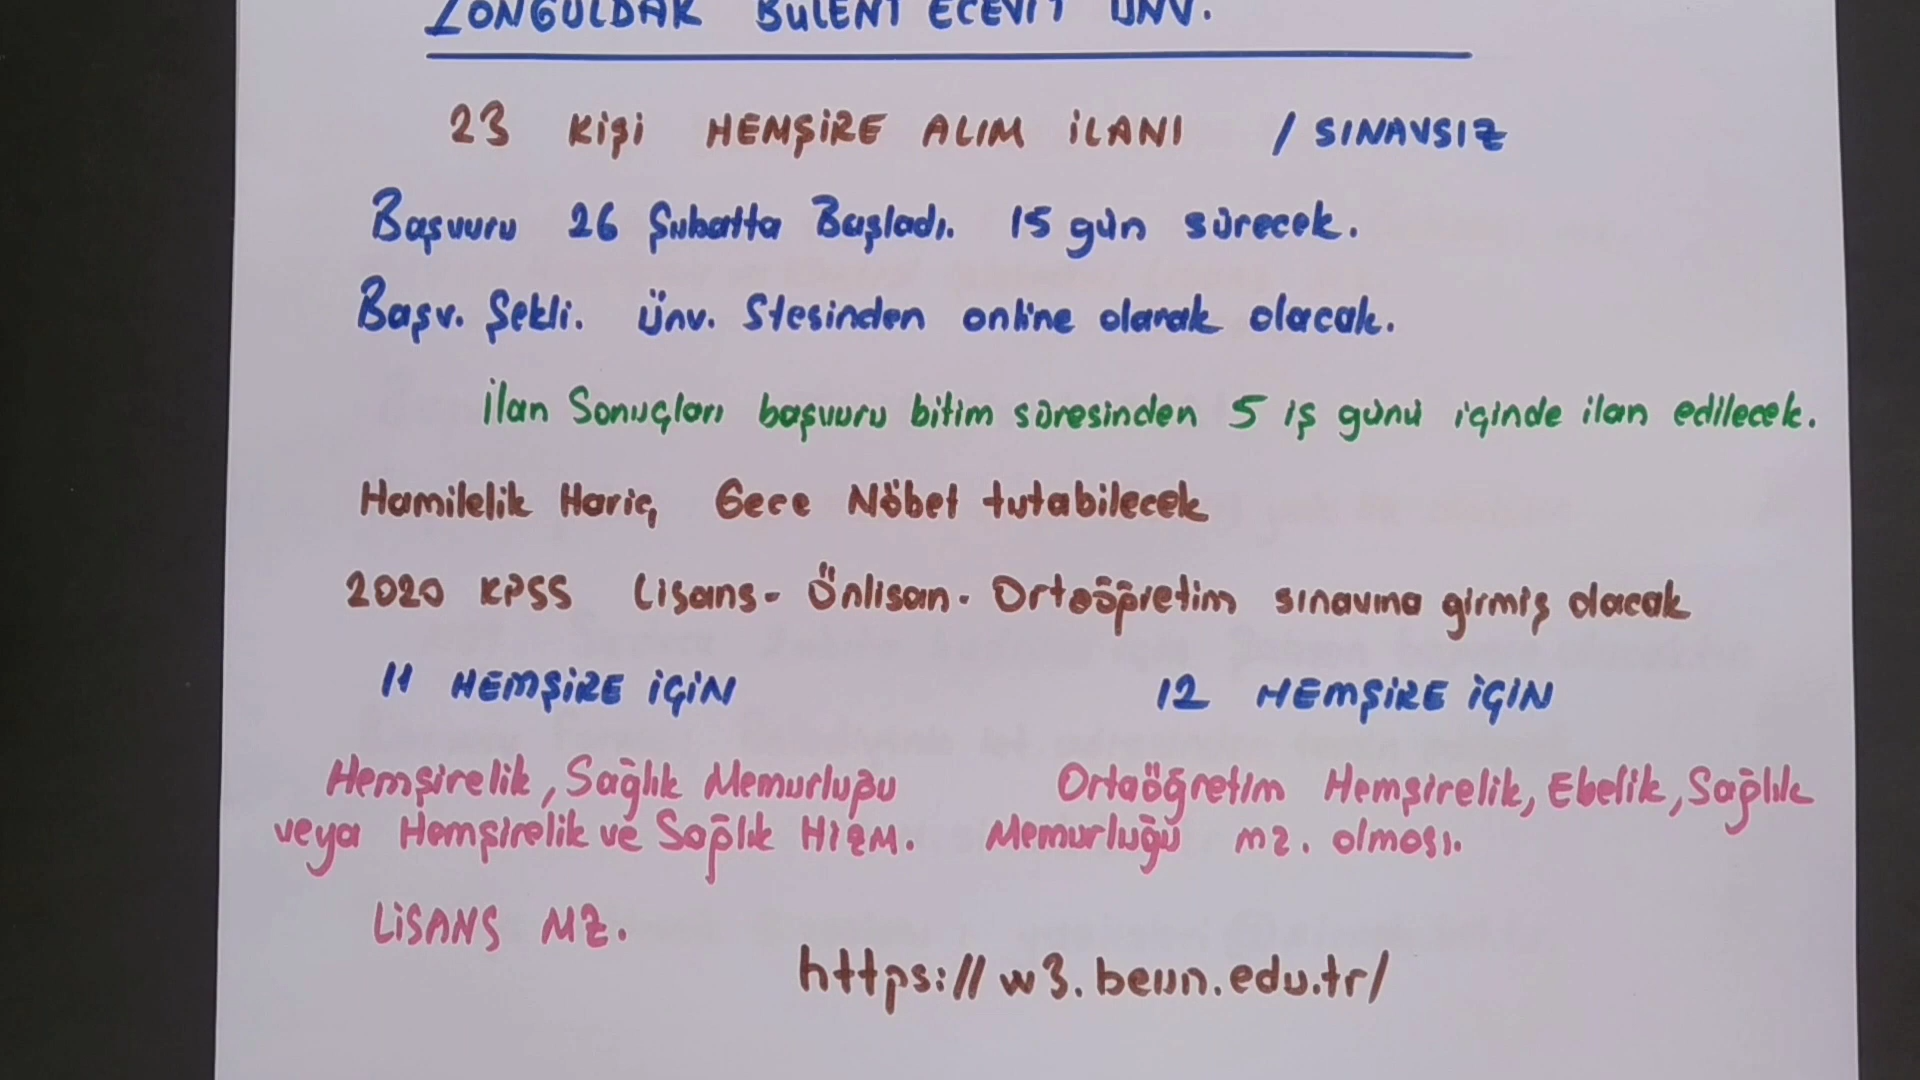 ZONGULDAK BÜLENT ECEVİT ÜNV.
23 Kişi HEMŞİRE ALIM İLANI / SINAVSIZ
Başvuru 26 Şubatta Başladı. 15 gün sürecek.
Başv. Şekli. Ünv. Stesinden online olarak olacak.
İlan Sonuçları başvuru bitim süresinden 5 iş günü içinde ilan edilecek.
Hamilelik Hariç, Gece Nöbet tutabilecek
2020 KPSS Lisans- Önlisan- Ortaöğretim sınavına girmiş olacak
11 HEMŞİRE İÇİN
Hemşirelik, Sağlık Memurluğu
veya Hemşirelik ve Sağlık HİZM.
LİSANS MZ.
12 HEMŞİRE İÇİN
Ortaöğretim Hemşirelik, Ebelik, Sağlık
Memurluğu mz. olması.
https://w3.beun.edu.tr/